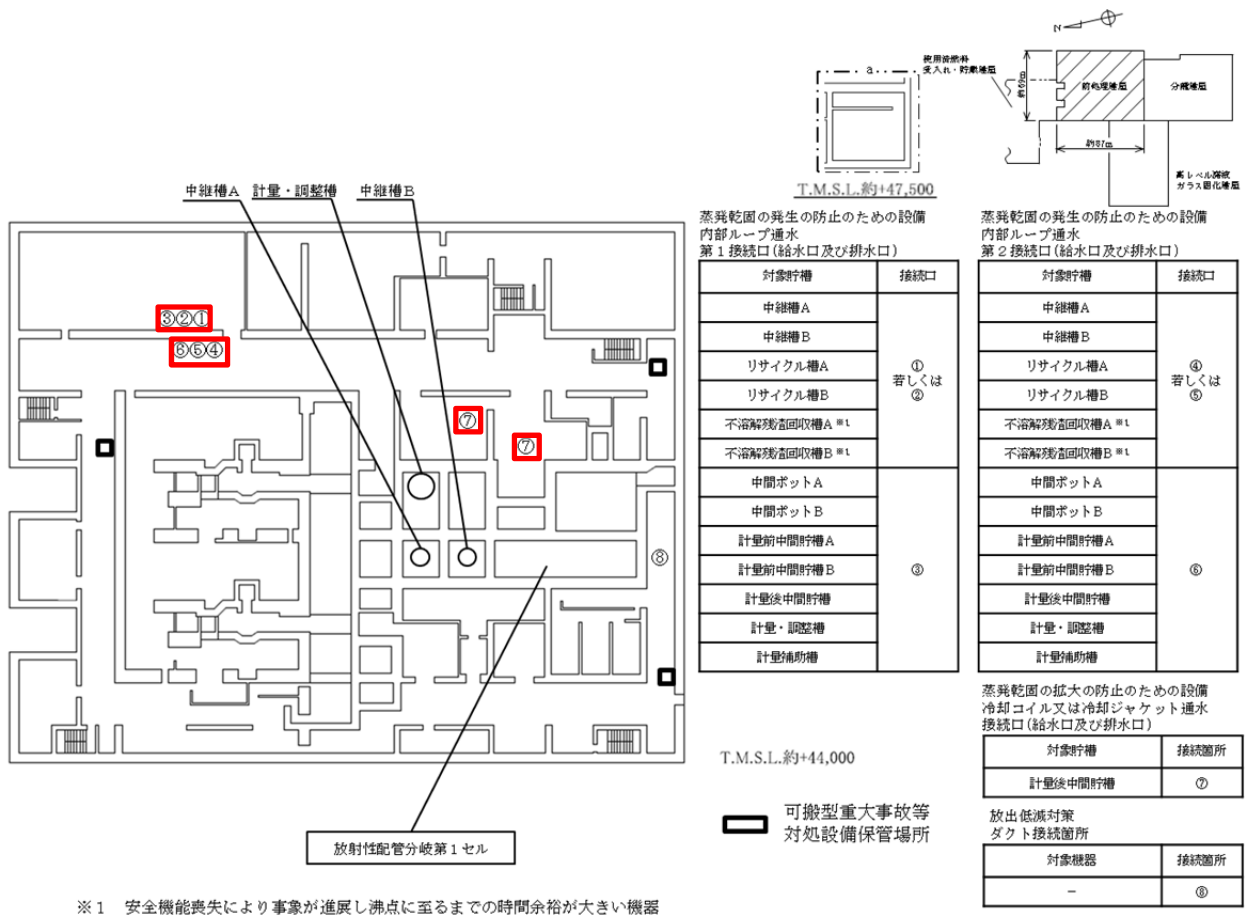 N
a
使用済燃料
受入れ・貯蔵建屋
約69m
前処理建屋
分離建屋
約87m
高レベル廃液
ガラス固化建屋
T.M.S.L.約+47,500
中継槽A
計量・調整槽
中継槽B
③②①
⑥⑤④
⑦
⑦
⑧
放射性配管分岐第1セル
蒸発乾固の発生の防止のための設備
内部ループ通水
第1接続口(給水口及び排水口)
対象貯槽 接続口
中継槽A
中継槽B
リサイクル槽A
リサイクル槽B
不溶解残渣回収槽A ※1
不溶解残渣回収槽B ※1
①
若しくは
②
中間ポットA
中間ポットB
計量前中間貯槽A
計量前中間貯槽B
計量後中間貯槽
計量・調整槽
計量補助槽
③
蒸発乾固の発生の防止のための設備
内部ループ通水
第2接続口(給水口及び排水口)
対象貯槽 接続口
中継槽A
中継槽B
リサイクル槽A
リサイクル槽B
不溶解残渣回収槽A ※1
不溶解残渣回収槽B ※1
④
若しくは
⑤
中間ポットA
中間ポットB
計量前中間貯槽A
計量前中間貯槽B
計量後中間貯槽
計量・調整槽
計量補助槽
⑥
蒸発乾固の拡大の防止のための設備
冷却コイル又は冷却ジャケット通水
接続口(給水口及び排水口)
対象貯槽 接続箇所
計量後中間貯槽 ⑦
放出低減対策
ダクト接続箇所
対象機器 接続箇所
－ ⑧
T.M.S.L.約+44,000
可搬型重大事故等
対処設備保管場所
※1 安全機能喪失により事象が進展し沸点に至るまでの時間余裕が大きい機器